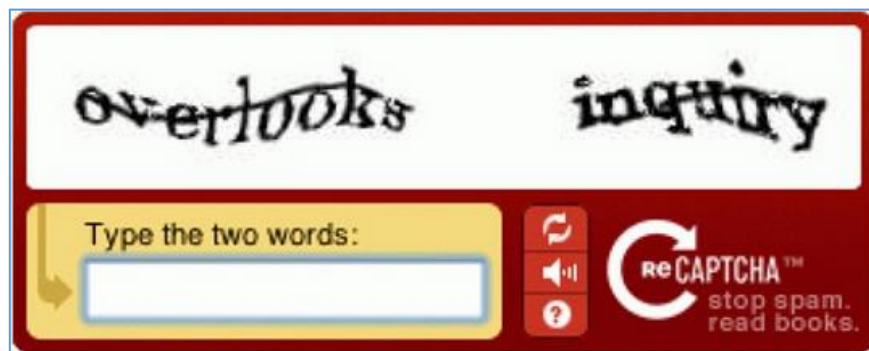 overlooks inquiry
Type the two words:
ReCAPTCHA™
stop spam.
read books.